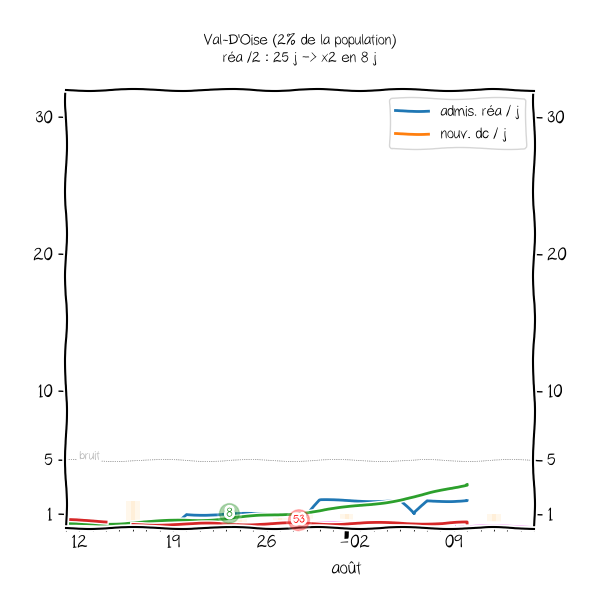 Val-D'Oise (2% de la population)
réa /2 : 25 j -> x2 en 8 j
admis. réa / j
nouv. dc / j
30
30
20
20
10
10
5
bruit
5
8
53
1
1
12
19
26
02
09
août